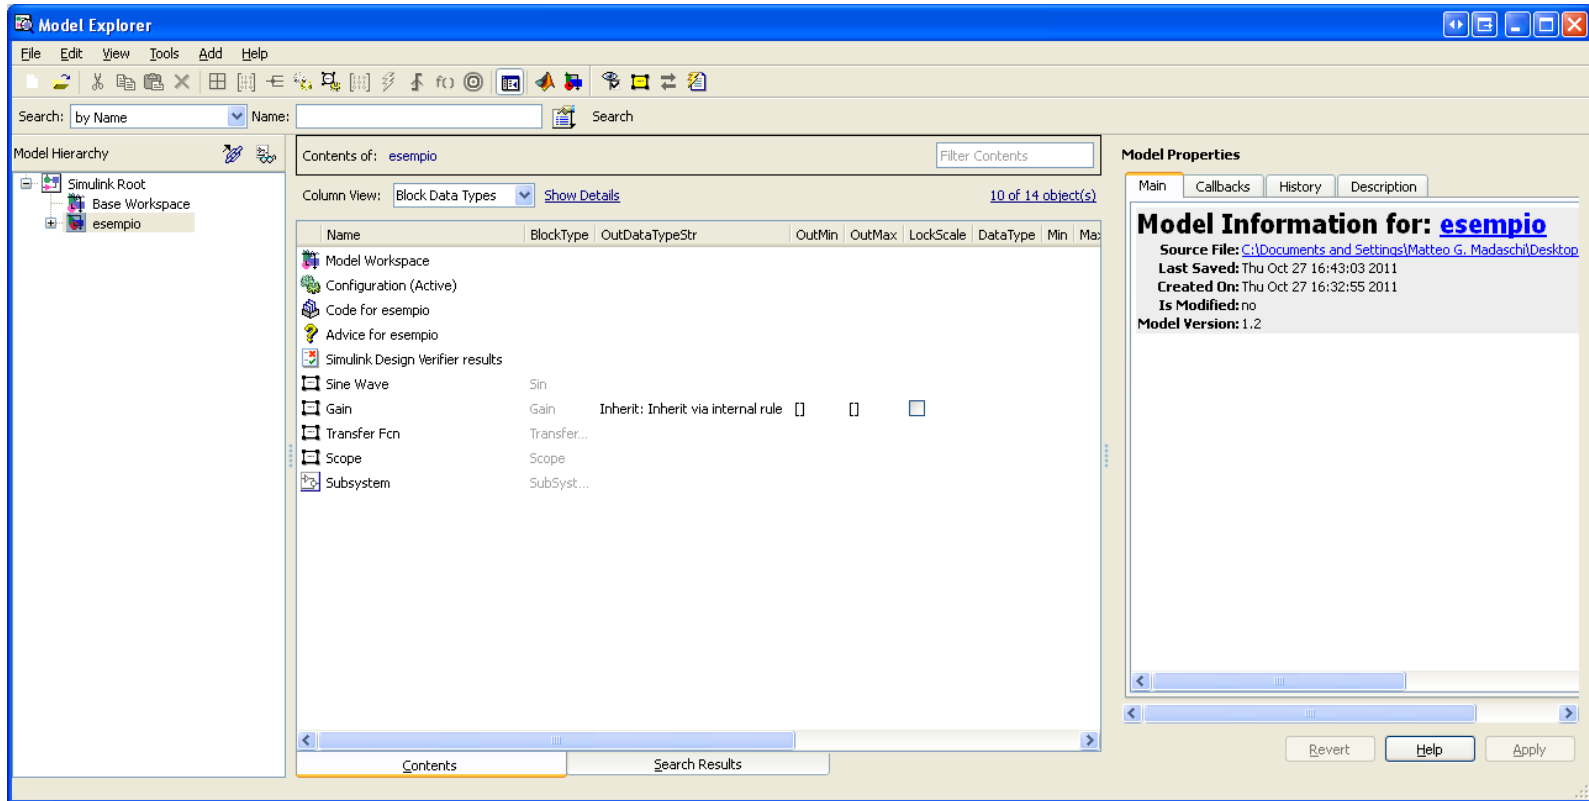 Model Explorer
File Edit View Tools Add Help
Search: by Name Name: Search
Model Hierarchy
Simulink Root
Base Workspace
esempio
Contents of: esempio Filter Contents
Column View: Block Data Types Show Details 10 of 14 object(s)
Name BlockType OutDataTypeStr OutMin OutMax LockScale DataType Min Max
Model Workspace
Configuration (Active)
Code for esempio
Advice for esempio
Simulink Design Verifier results
Sine Wave Sin
Gain Gain Inherit: Inherit via internal rule [] []
Transfer Fcn Transfer...
Scope Scope
Subsystem SubSyst...
Contents Search Results
Model Properties
Main Callbacks History Description
Model Information for: esempio
Source File: C:\Documents and Settings\Matteo G. Madaschi\Desktop
Last Saved: Thu Oct 27 16:43:03 2011
Created On: Thu Oct 27 16:32:55 2011
Is Modified: no
Model Version: 1.2
Revert Help Apply